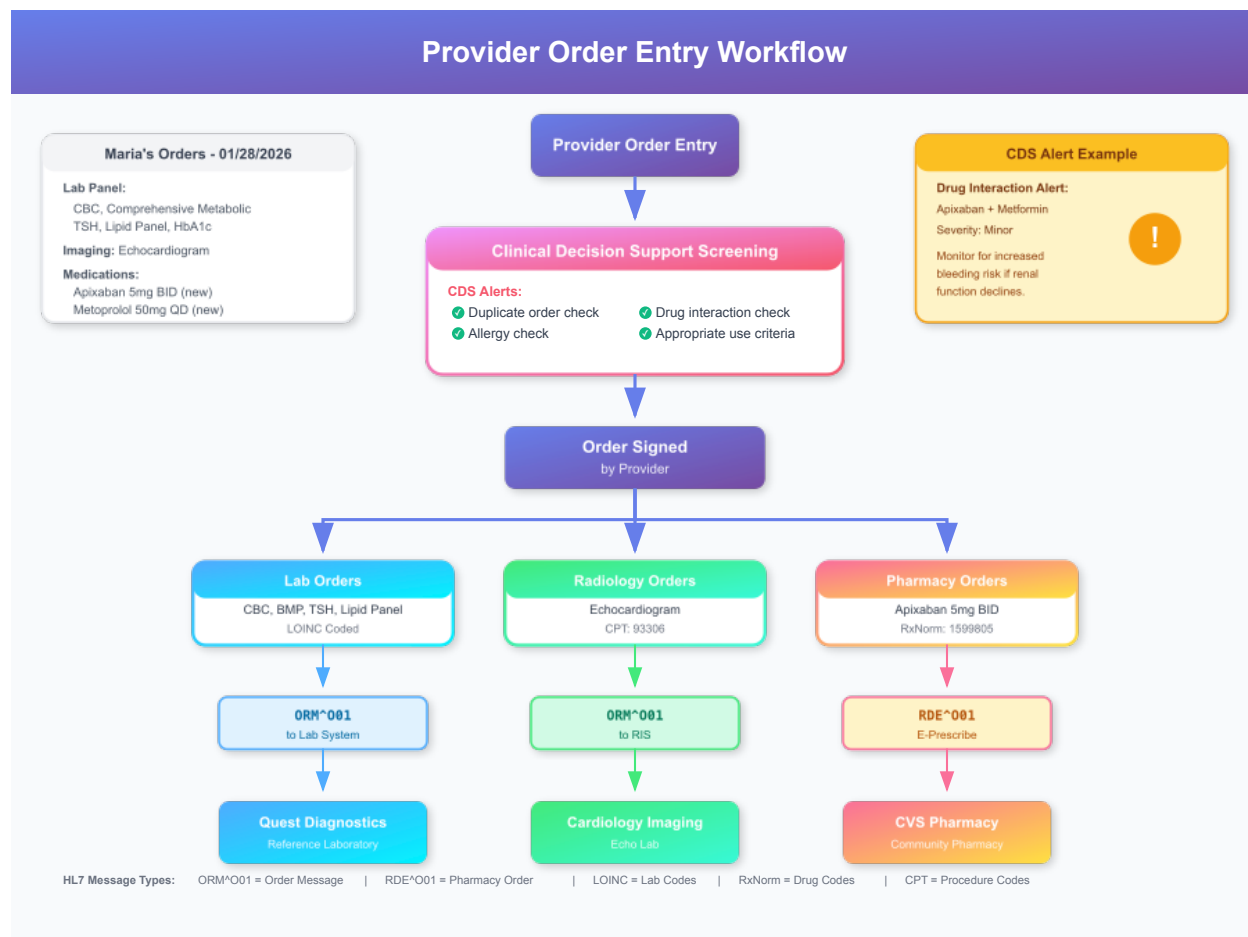 Provider Order Entry Workflow
Maria's Orders - 01/28/2026
Lab Panel:
CBC, Comprehensive Metabolic
TSH, Lipid Panel, HbA1c
Imaging: Echocardiogram
Medications:
Apixaban 5mg BID (new)
Metoprolol 50mg QD (new)
Provider Order Entry
CDS Alert Example
Drug Interaction Alert:
Apixaban + Metformin
Severity: Minor
Monitor for increased
bleeding risk if renal
function declines.
!
Clinical Decision Support Screening
CDS Alerts:
✓ Duplicate order check
✓ Drug interaction check
✓ Allergy check
✓ Appropriate use criteria
Order Signed
by Provider
Lab Orders
CBC, BMP, TSH, Lipid Panel
LOINC Coded
Radiology Orders
Echocardiogram
CPT: 93306
Pharmacy Orders
Apixaban 5mg BID
RxNorm: 1599805
ORM^O01
to Lab System
ORM^O01
to RIS
RDE^O01
E-Prescribe
Quest Diagnostics
Reference Laboratory
Cardiology Imaging
Echo Lab
CVS Pharmacy
Community Pharmacy
HL7 Message Types: ORM^O01 = Order Message | RDE^O01 = Pharmacy Order | LOINC = Lab Codes | RxNorm = Drug Codes | CPT = Procedure Codes